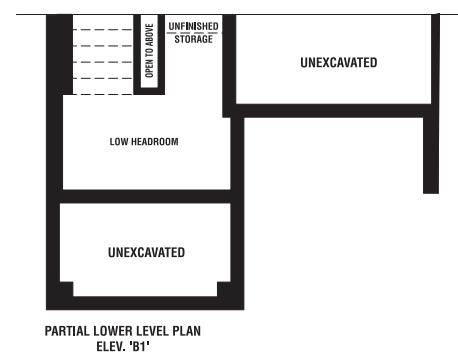 OPEN TO ABOVE
UNFINISHED
STORAGE
UNEXCAVATED
LOW HEADROOM
UNEXCAVATED
PARTIAL LOWER LEVEL PLAN
ELEV. 'B1'